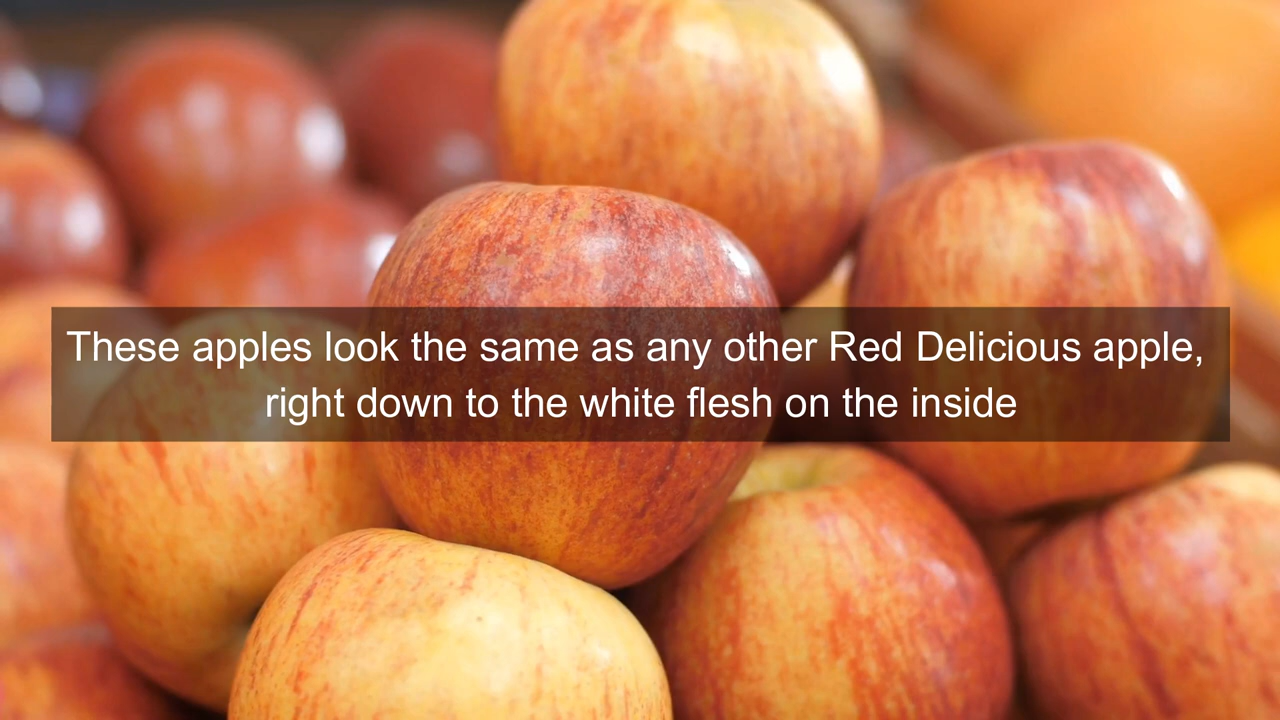 These apples look the same as any other Red Delicious apple,
right down to the white flesh on the inside